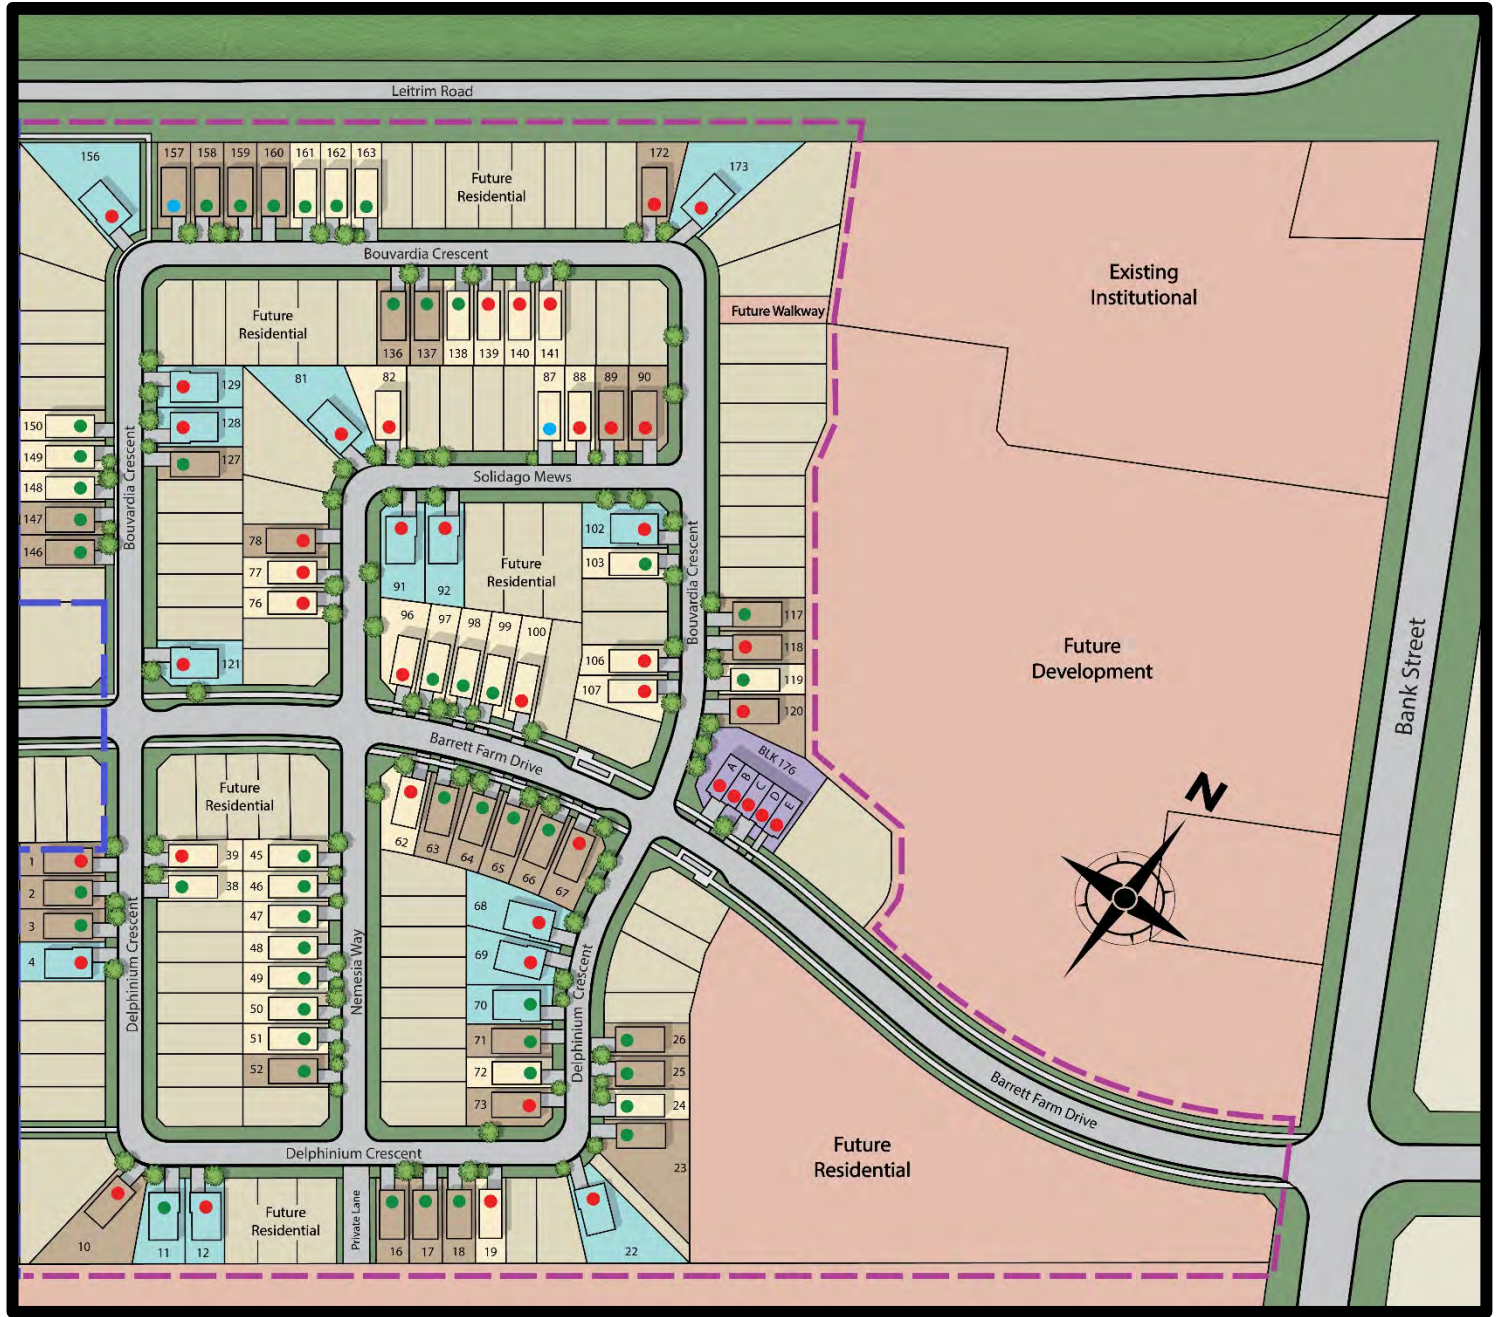 Leitrim Road
156
157
158
159
160
161
162
163
172
173
Future
Residential
Bouvardia Crescent
Existing
Institutional
Future Walkway
Future
Residential
136
137
138
139
140
141
129
128
127
81
82
87
88
89
90
150
149
148
147
146
Bouvardia Crescent
Solidago Mews
78
77
76
91
92
Future
Residential
102
103
Bouvardia Crescent
96
97
98
99
100
106
107
117
118
119
120
121
Future
Development
Bank Street
Barrett Farm Drive
BLK 176
A
B
C
D
E
N
Future
Residential
62
63
64
65
66
67
1
2
3
4
39
38
45
46
47
48
49
50
51
52
Delphinium Crescent
Nemesia Way
68
69
70
71
72
73
Delphinium Crescent
26
25
24
23
Barrett Farm Drive
Future
Residential
Delphinium Crescent
10
11
12
Future
Residential
Private Lane
16
17
18
19
22